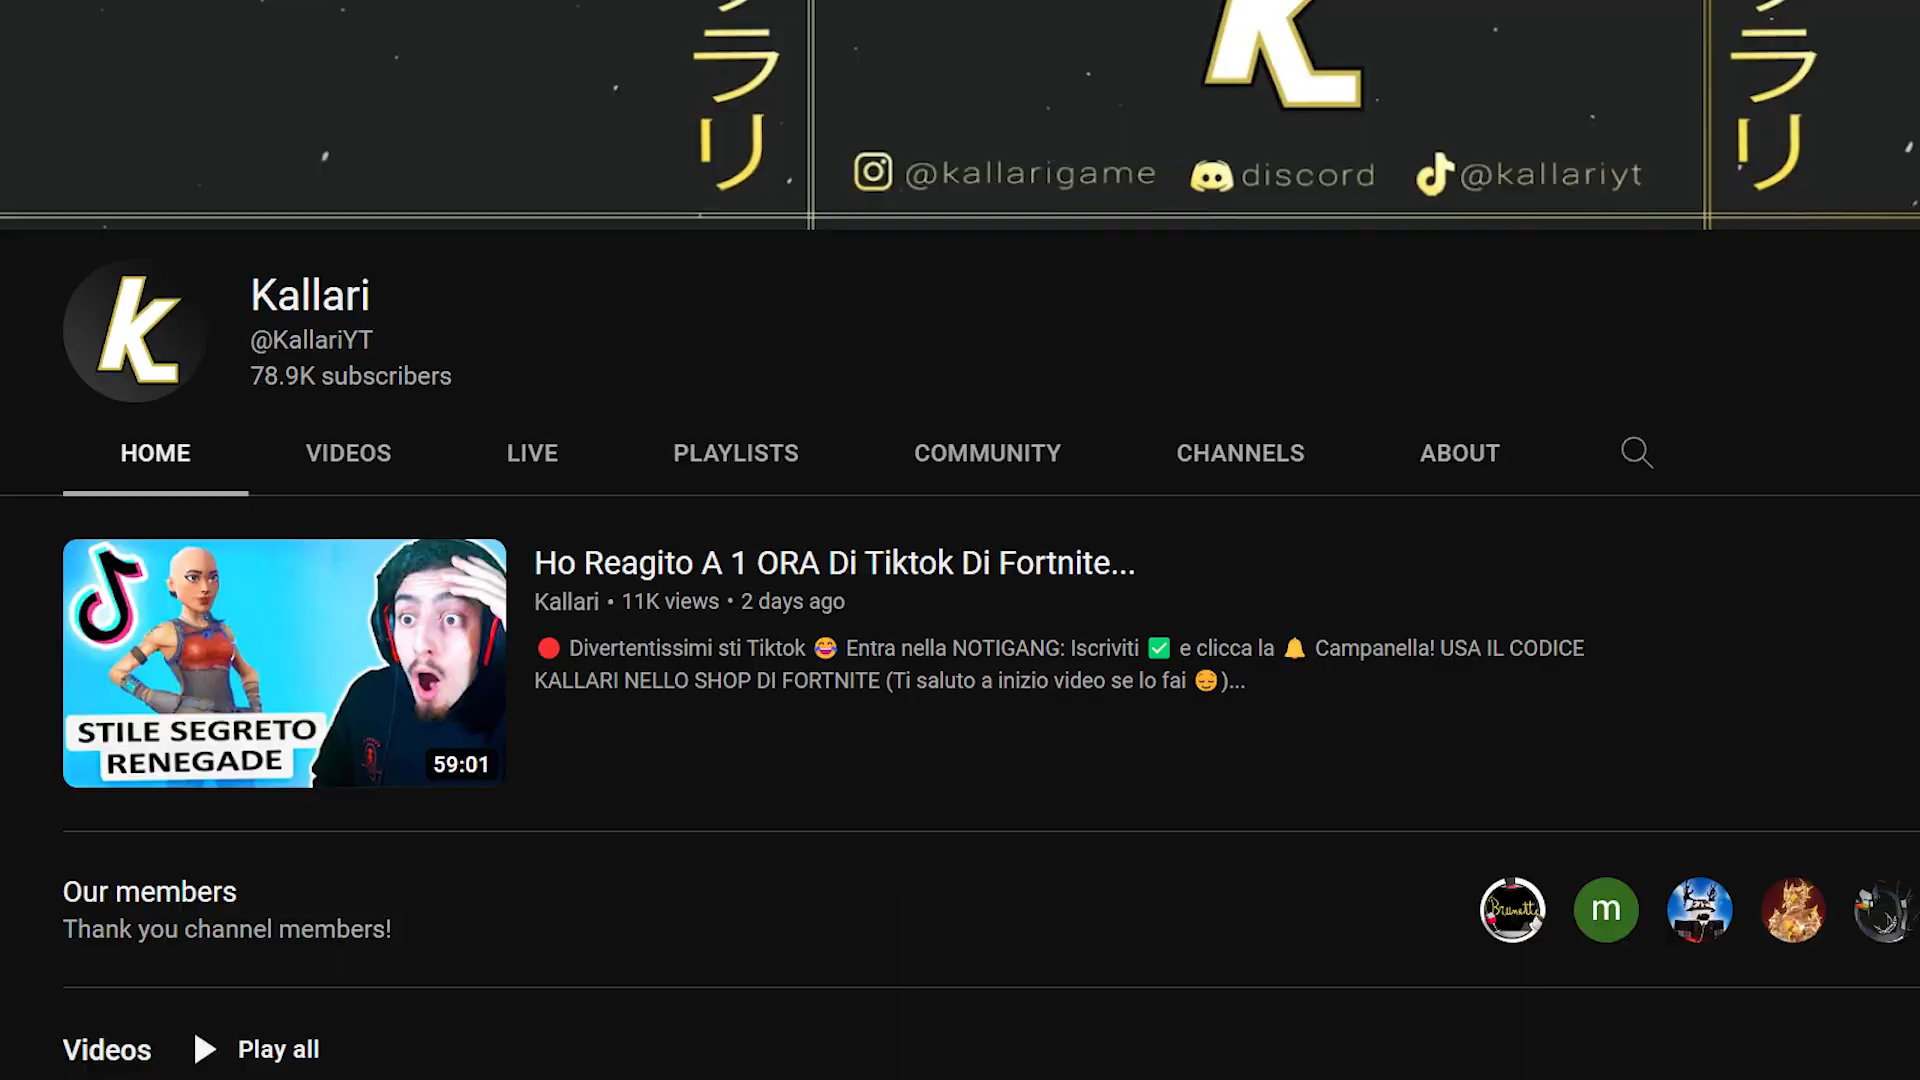 ラリ
K
ラリ
@kallarigame
discord
@kallariyt
K
Kallari
@KallariYT
78.9K subscribers
HOME
VIDEOS
LIVE
PLAYLISTS
COMMUNITY
CHANNELS
ABOUT
STILE SEGRETO
RENEGADE
59:01
Ho Reagito A 1 ORA Di Tiktok Di Fortnite...
Kallari • 11K views • 2 days ago
🔴 Divertentissimi sti Tiktok 😂 Entra nella NOTIGANG: Iscriviti ✅ e clicca la 🔔 Campanella! USA IL CODICE
KALLARI NELLO SHOP DI FORTNITE (Ti saluto a inizio video se lo fai 😏)...
Our members
Thank you channel members!
Brunette
m
Videos
Play all